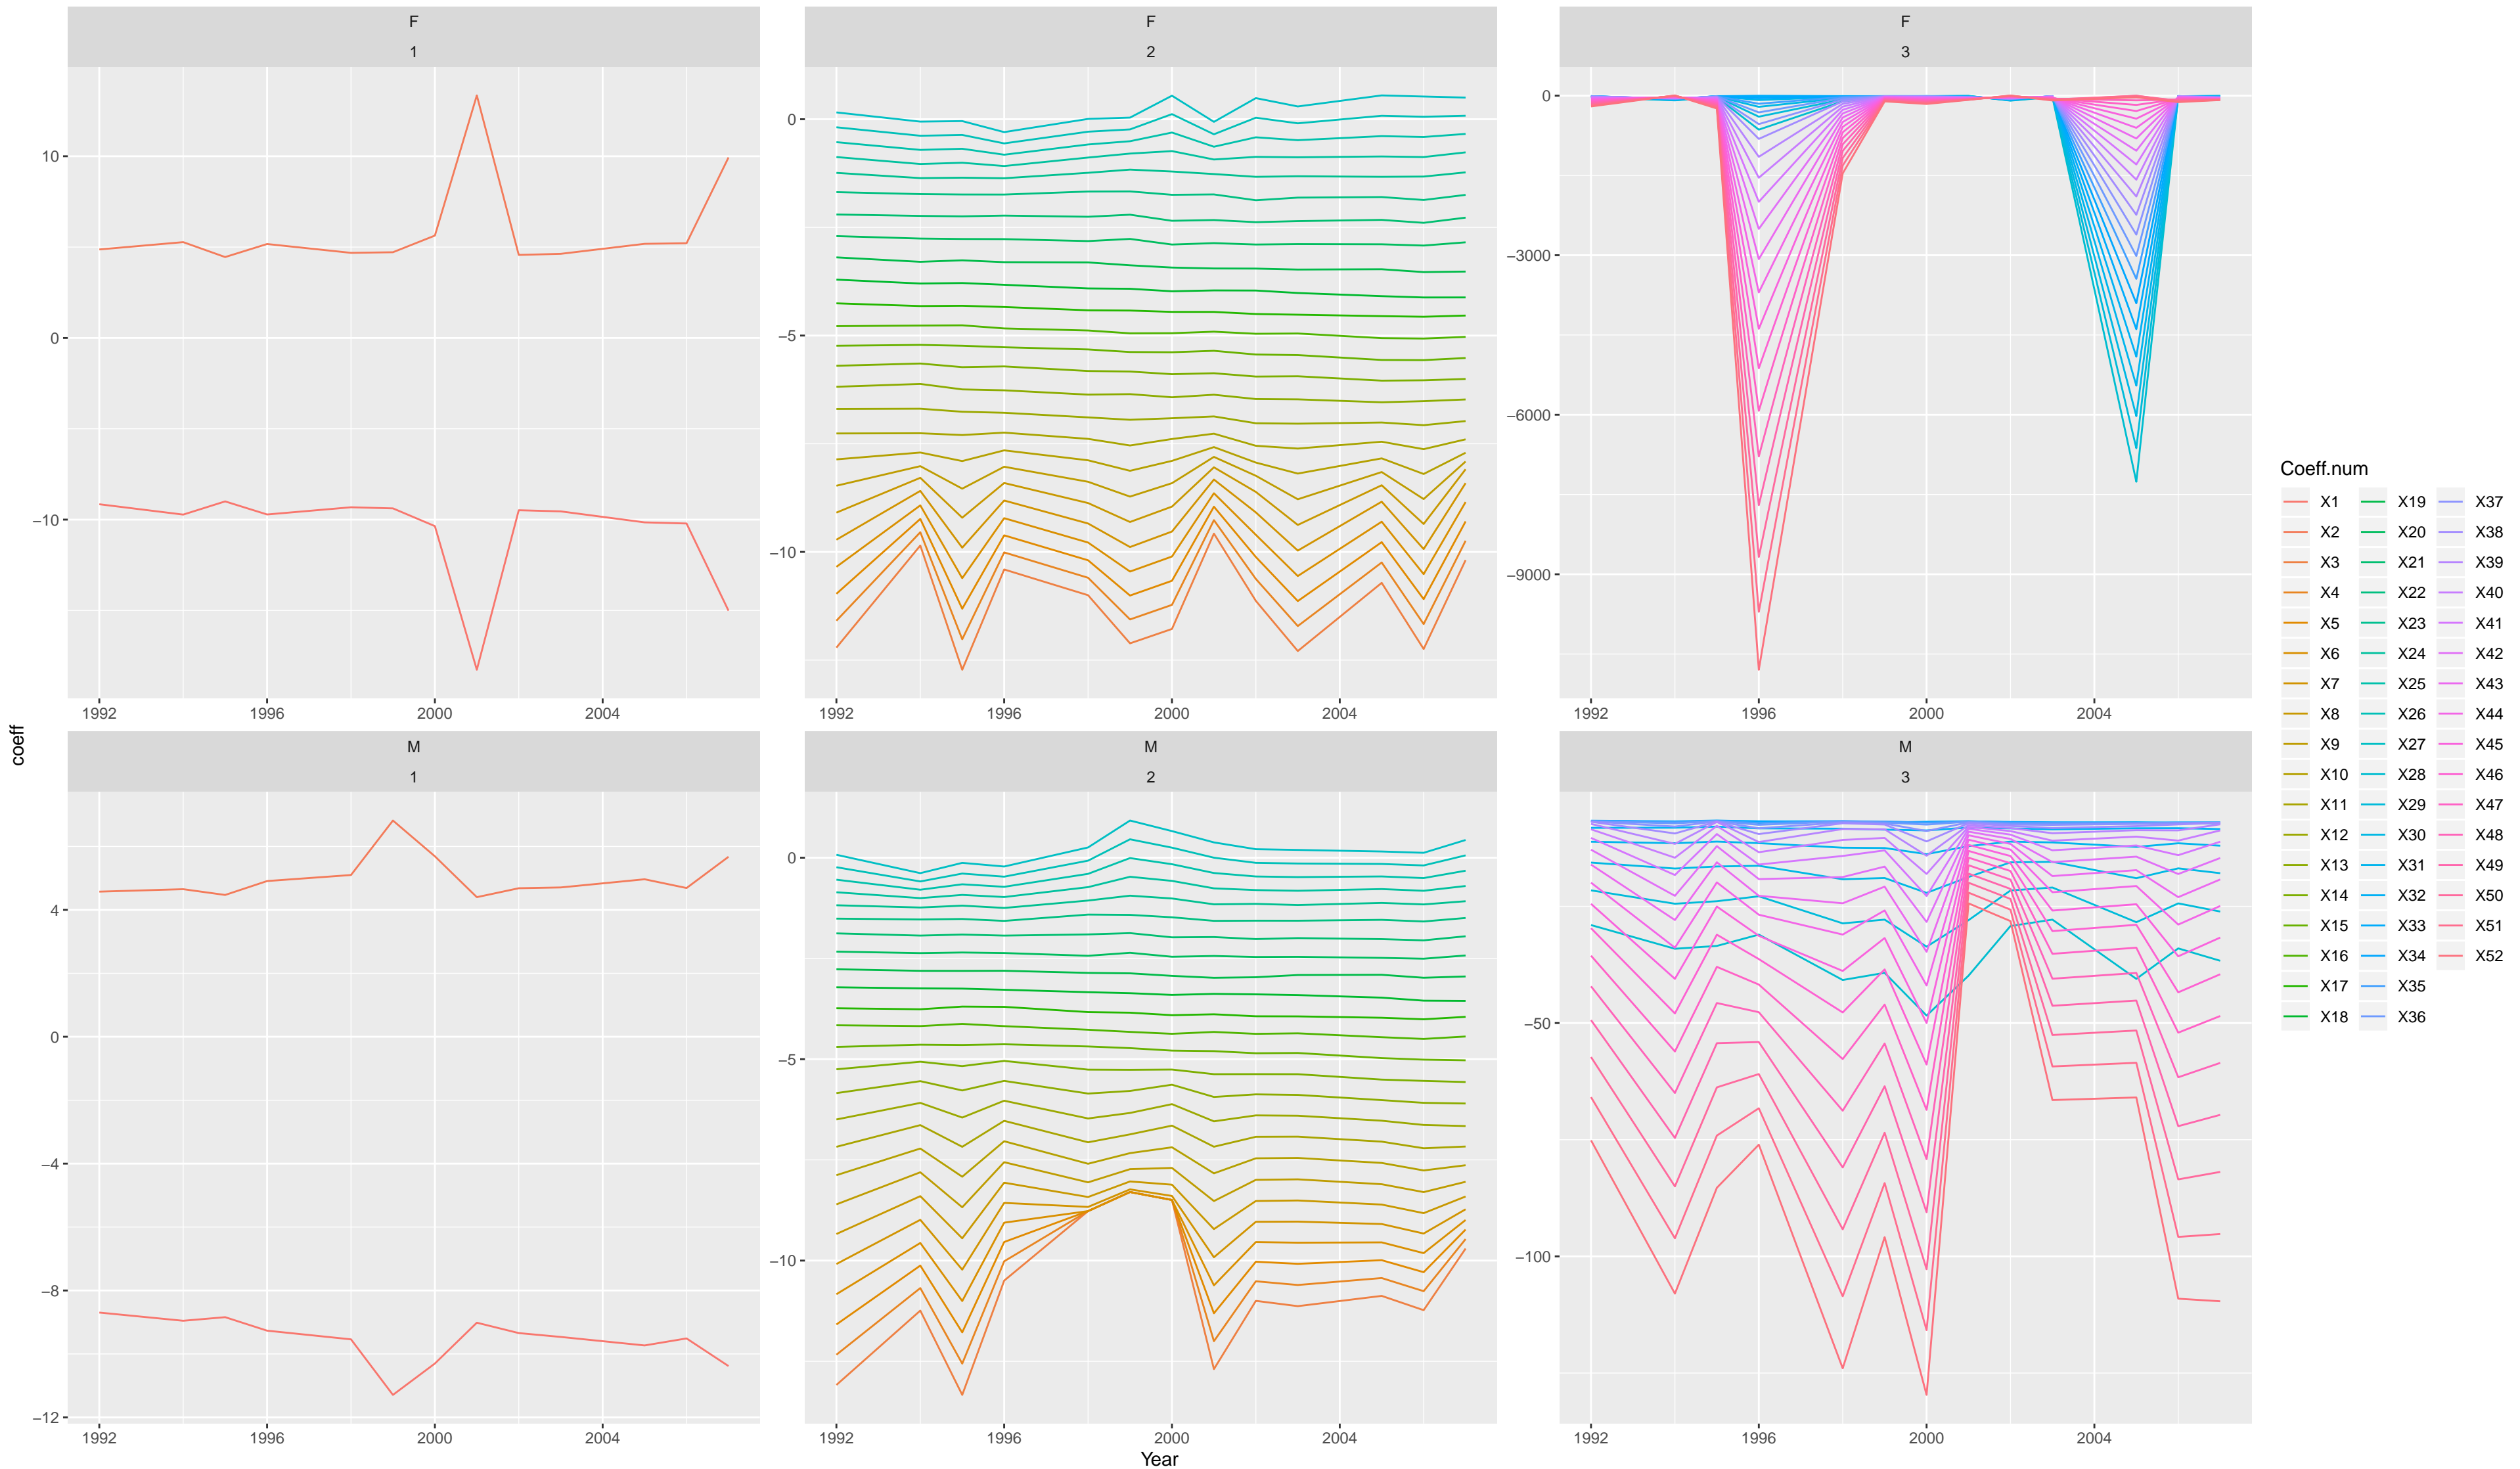 F
1
F
2
F
3
10
0
−10
0
−5
−10
0
−3000
−6000
−9000
1992 1996 2000 2004
1992 1996 2000 2004
1992 1996 2000 2004
coeff
M
1
M
2
M
3
4
0
−4
−8
−12
0
−5
−10
−50
−100
1992 1996 2000 2004
1992 1996 2000 2004
1992 1996 2000 2004
Year
Coeff.num
X1 X19 X37
X2 X20 X38
X3 X21 X39
X4 X22 X40
X5 X23 X41
X6 X24 X42
X7 X25 X43
X8 X26 X44
X9 X27 X45
X10 X28 X46
X11 X29 X47
X12 X30 X48
X13 X31 X49
X14 X32 X50
X15 X33 X51
X16 X34 X52
X17 X35
X18 X36